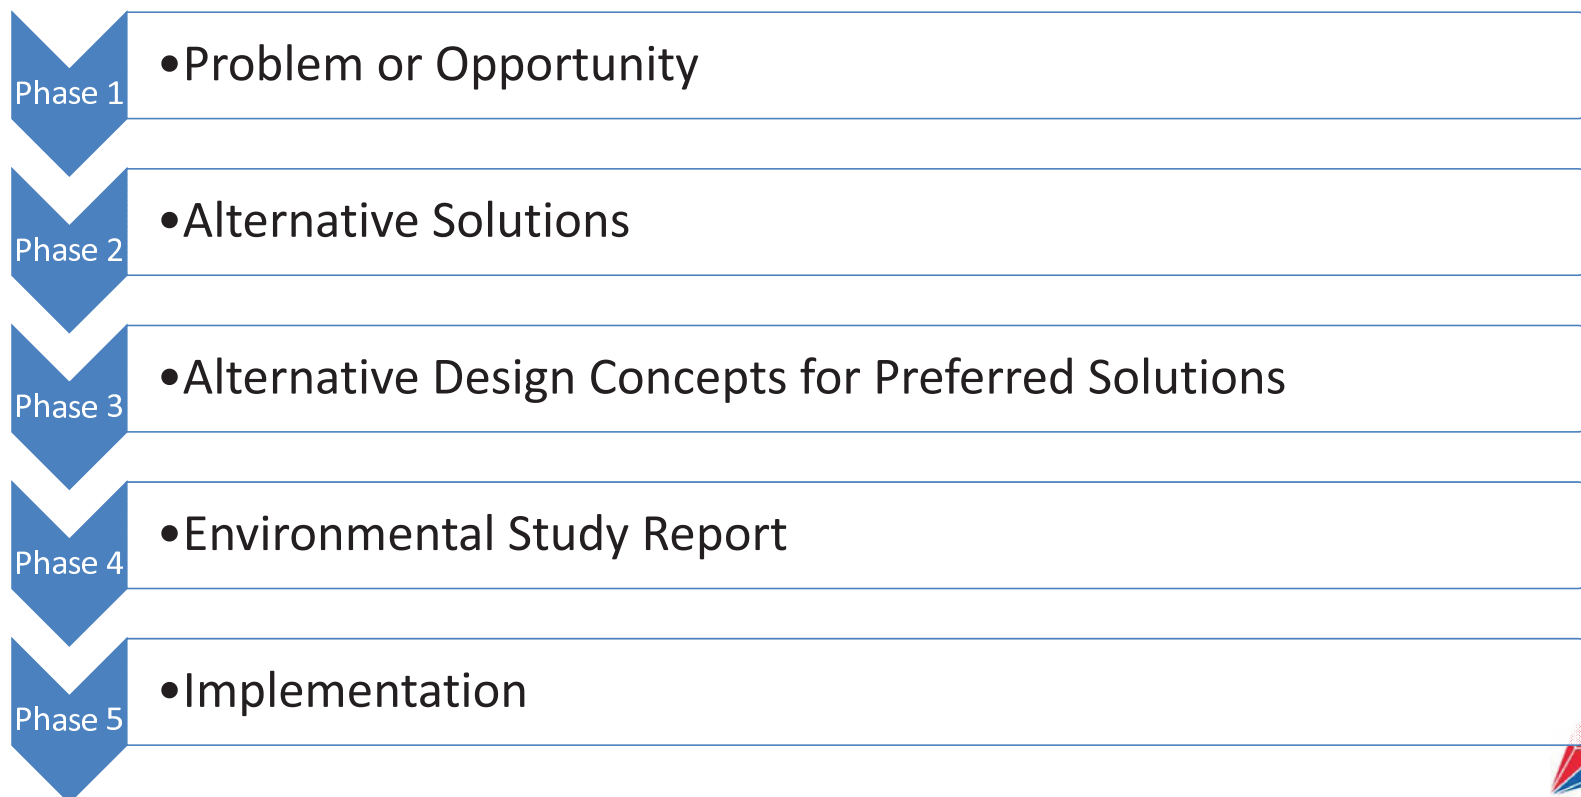 Phase 1
•Problem or Opportunity
Phase 2
•Alternative Solutions
Phase 3
•Alternative Design Concepts for Preferred Solutions
Phase 4
•Environmental Study Report
Phase 5
•Implementation